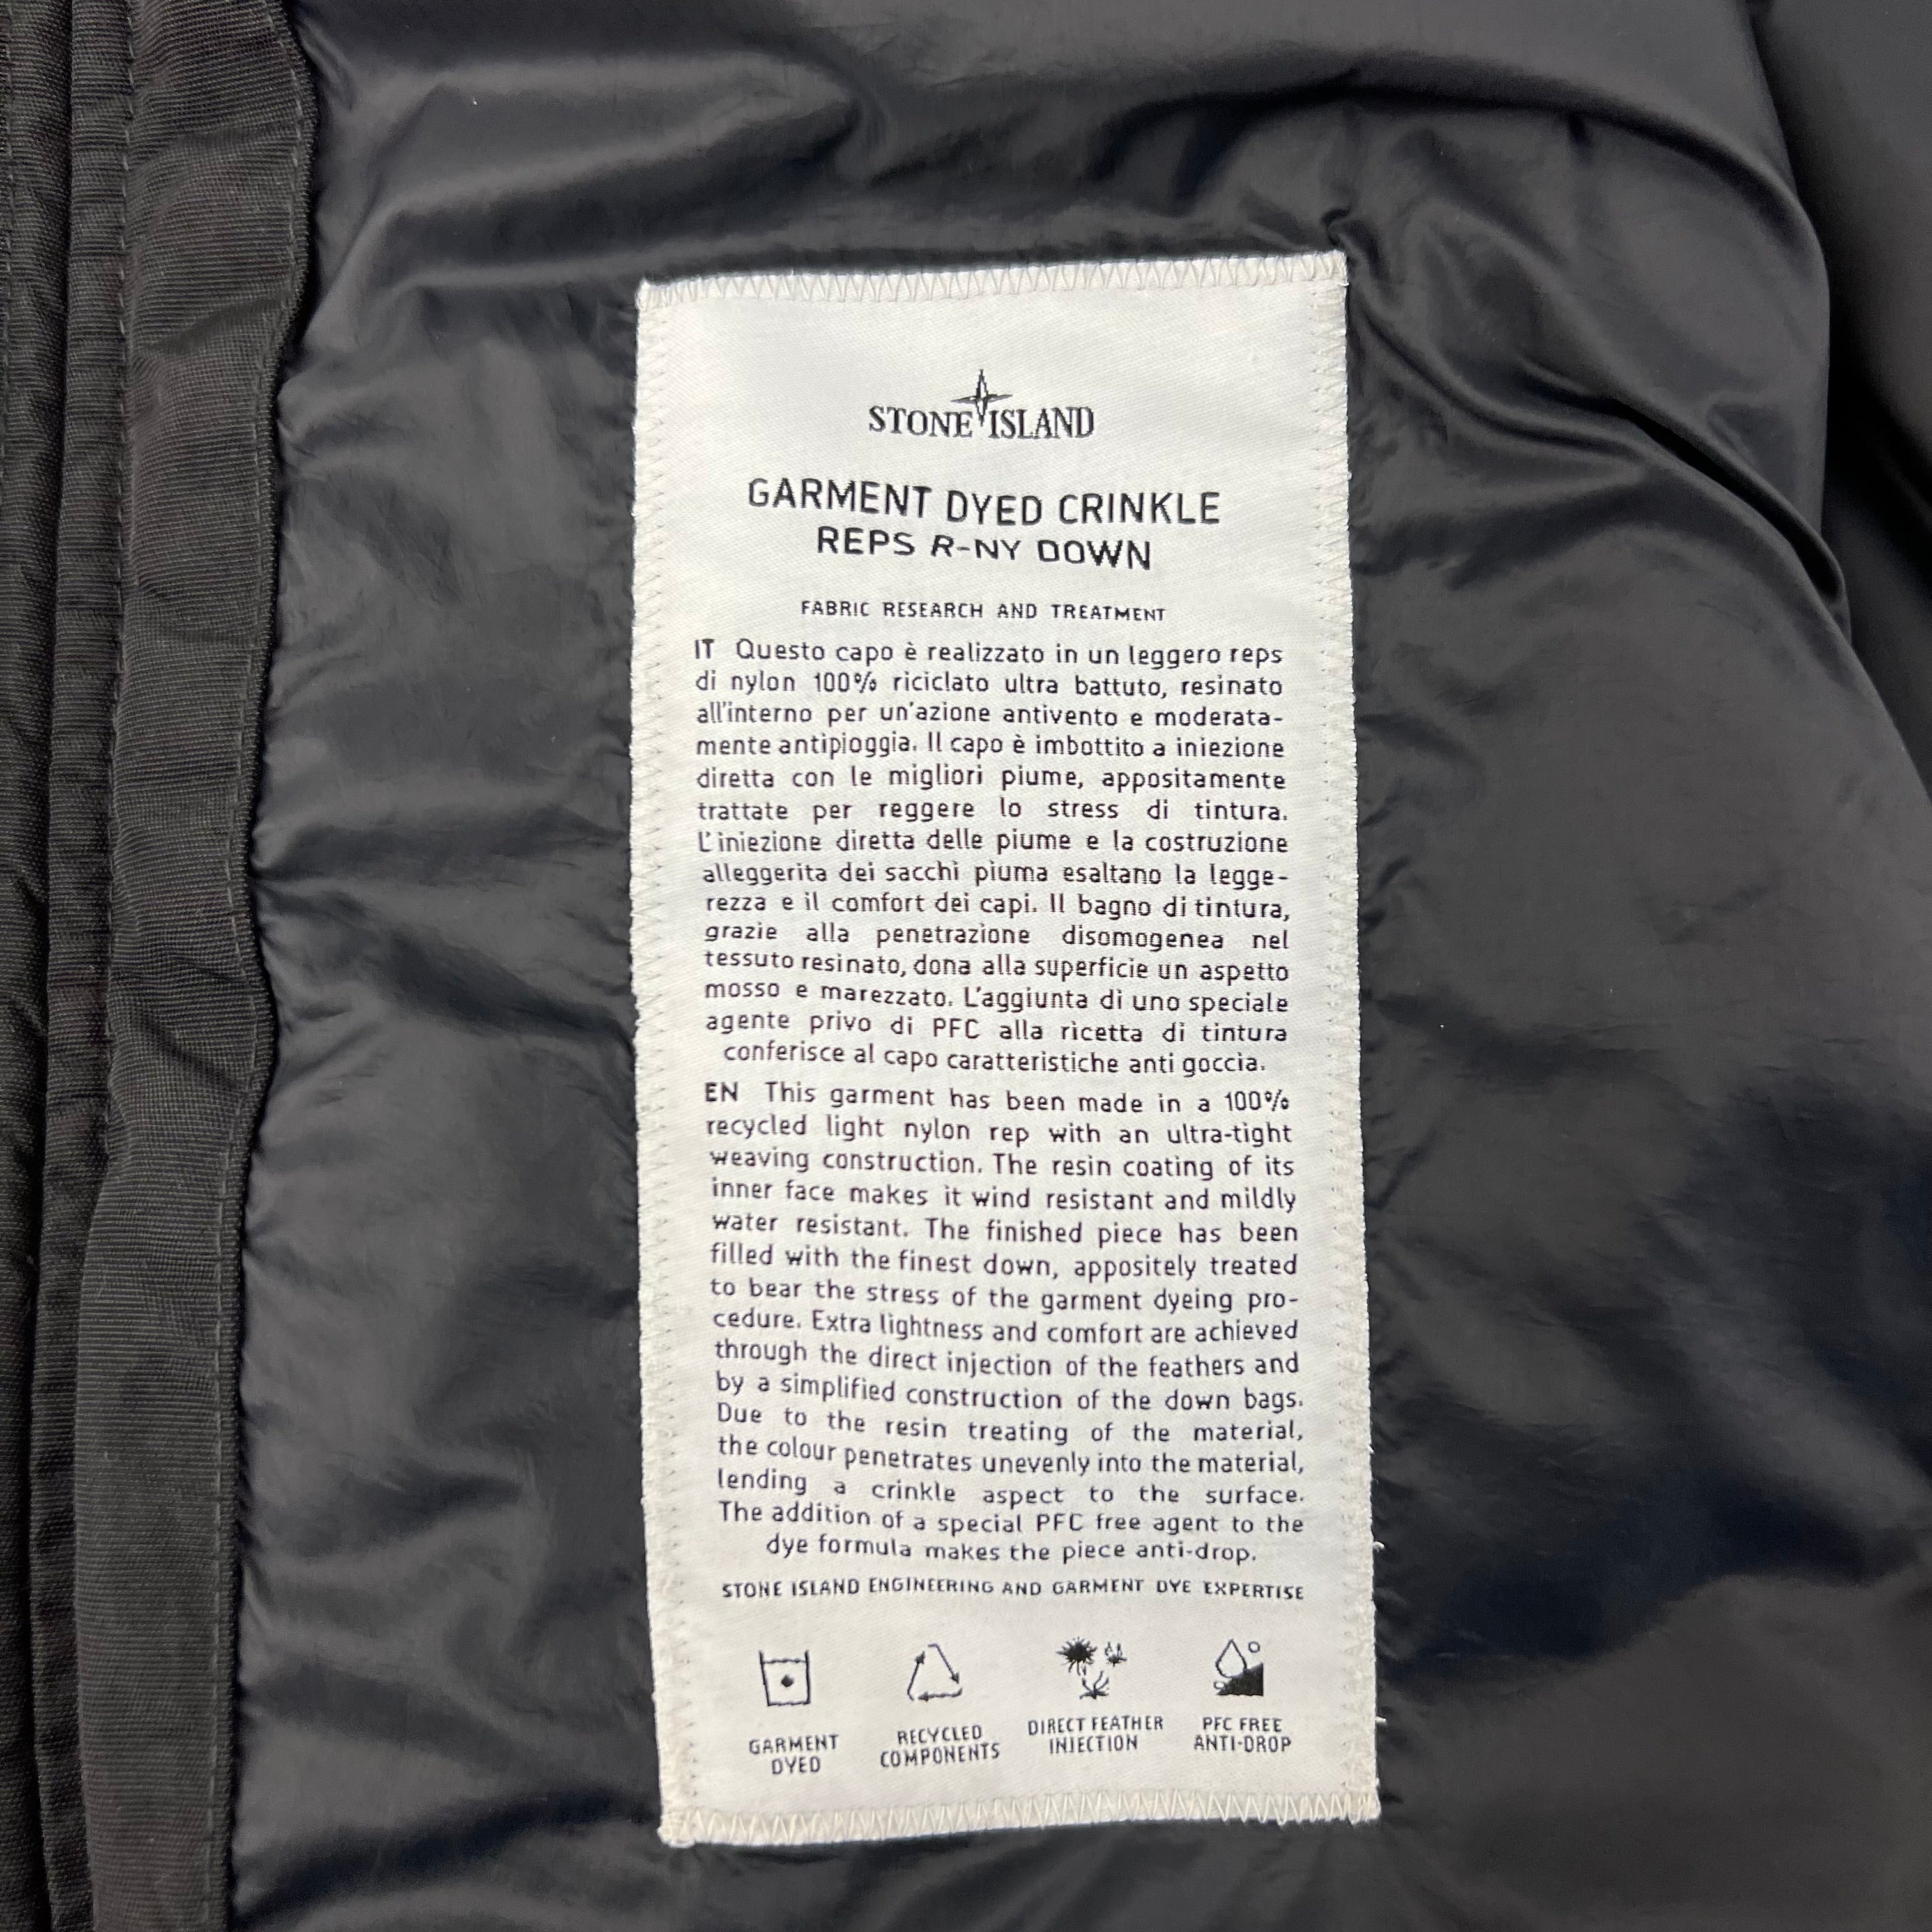 STONE ISLAND
GARMENT DYED CRINKLE
REPS R-NY DOWN
FABRIC RESEARCH AND TREATMENT
IT Questo capo è realizzato in un leggero reps
di nylon 100% riciclato ultra battuto, resinato
all'interno per un'azione antivento e moderata-
mente antipioggia. Il capo è imbottito a iniezione
diretta con le migliori piume, appositamente
trattate per reggere lo stress di tintura.
L'iniezione diretta delle piume e la costruzione
alleggerita dei sacchi piuma esaltano la legge-
rezza e il comfort dei capi. Il bagno di tintura,
grazie alla penetrazione disomogenea nel
tessuto resinato, dona alla superficie un aspetto
mosso e marezzato. L'aggiunta di uno speciale
agente privo di PFC alla ricetta di tintura
conferisce al capo caratteristiche anti goccia.
EN This garment has been made in a 100%
recycled light nylon rep with an ultra-tight
weaving construction. The resin coating of its
inner face makes it wind resistant and mildly
water resistant. The finished piece has been
filled with the finest down, appositely treated
to bear the stress of the garment dyeing pro-
cedure. Extra lightness and comfort are achieved
through the direct injection of the feathers and
by a simplified construction of the down bags.
Due to the resin treating of the material,
the colour penetrates unevenly into the material,
lending a crinkle aspect to the surface.
The addition of a special PFC free agent to the
dye formula makes the piece anti-drop.
STONE ISLAND ENGINEERING AND GARMENT DYE EXPERTISE
GARMENT
DYED
RECYCLED
COMPONENTS
DIRECT FEATHER
INJECTION
PFC FREE
ANTI-DROP